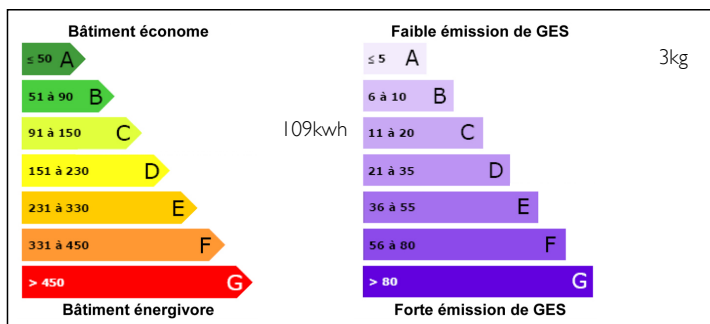 Bâtiment économe
≤ 50 A
51 à 90 B
91 à 150 C
109kwh
151 à 230 D
231 à 330 E
331 à 450 F
> 450 G
Bâtiment énergivore
Faible émission de GES
≤ 5 A
3kg
6 à 10 B
11 à 20 C
21 à 35 D
36 à 55 E
56 à 80 F
> 80 G
Forte émission de GES